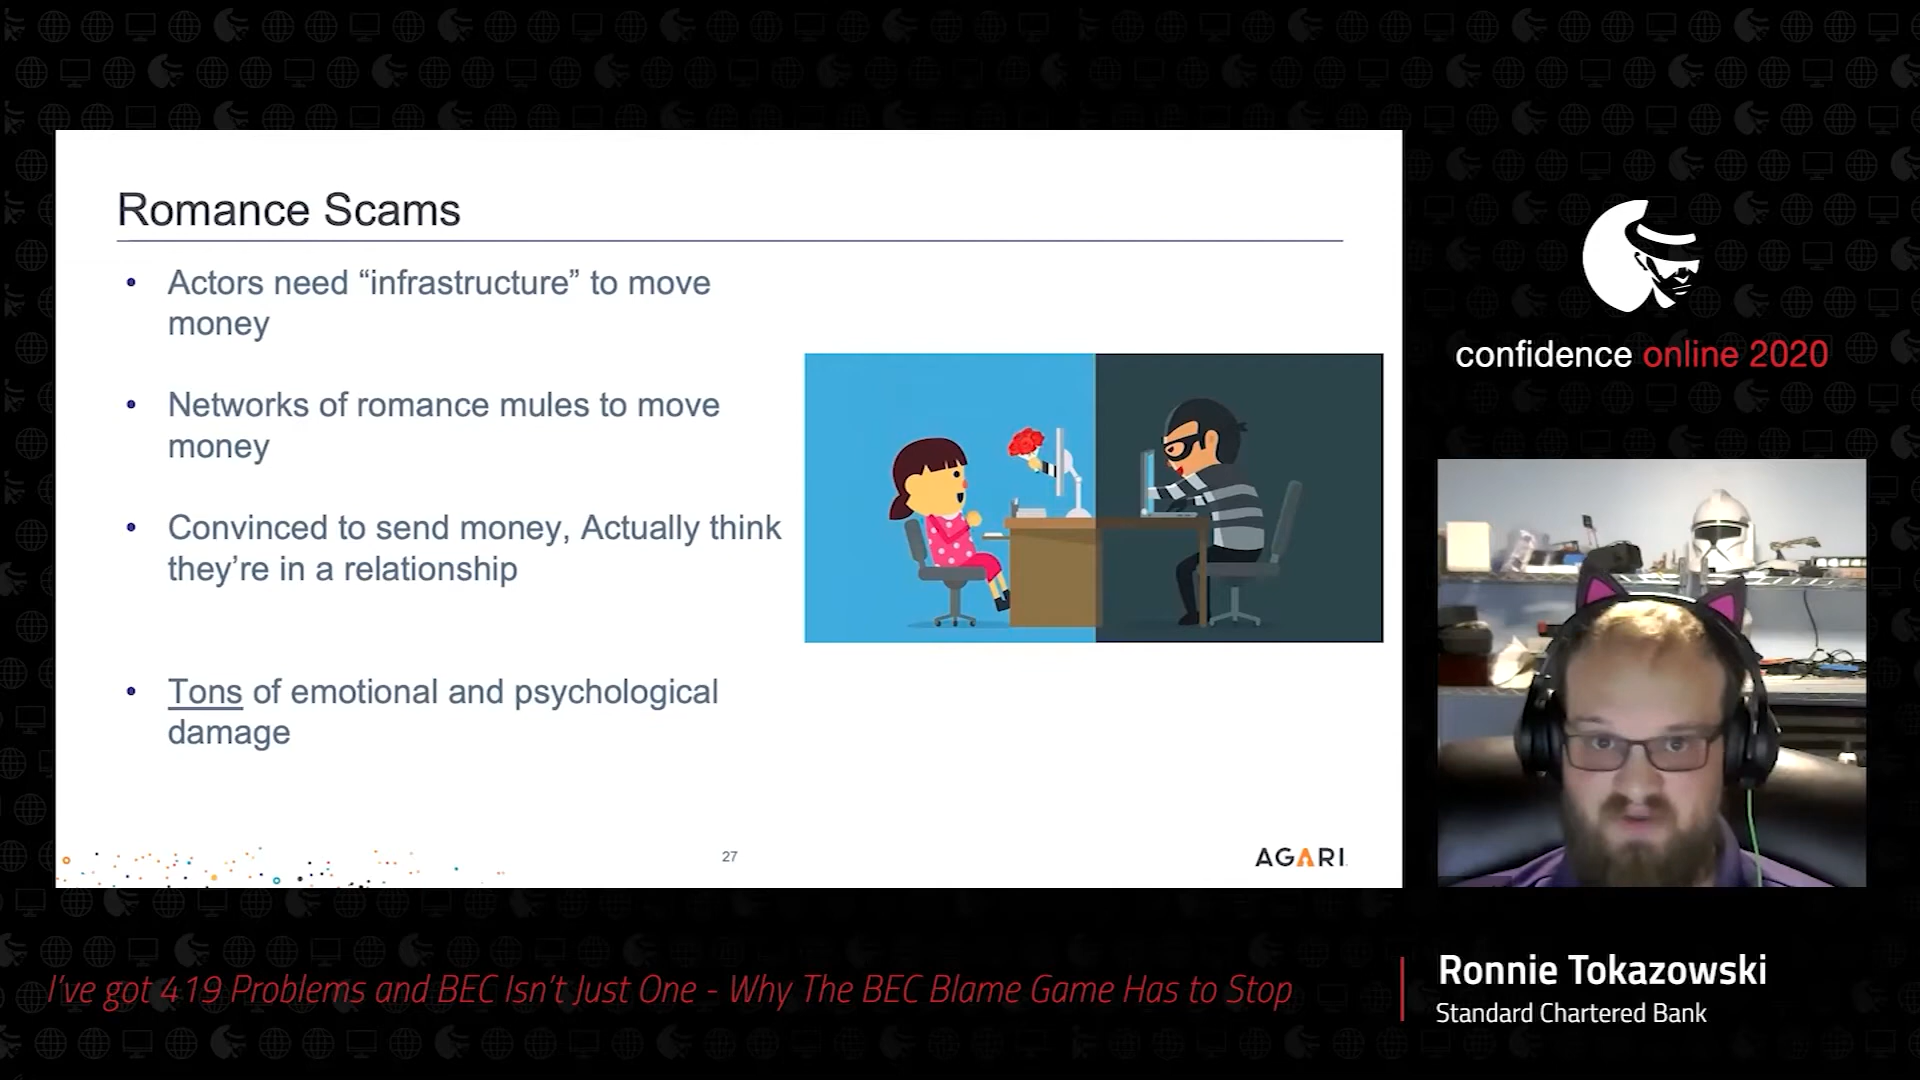 Romance Scams
• Actors need “infrastructure” to move
money
• Networks of romance mules to move
money
• Convinced to send money, Actually think
they’re in a relationship
• Tons of emotional and psychological
damage
27
AGARI
confidence online 2020
I’ve got 419 Problems and BEC Isn’t Just One - Why The BEC Blame Game Has to Stop
Ronnie Tokazowski
Standard Chartered Bank